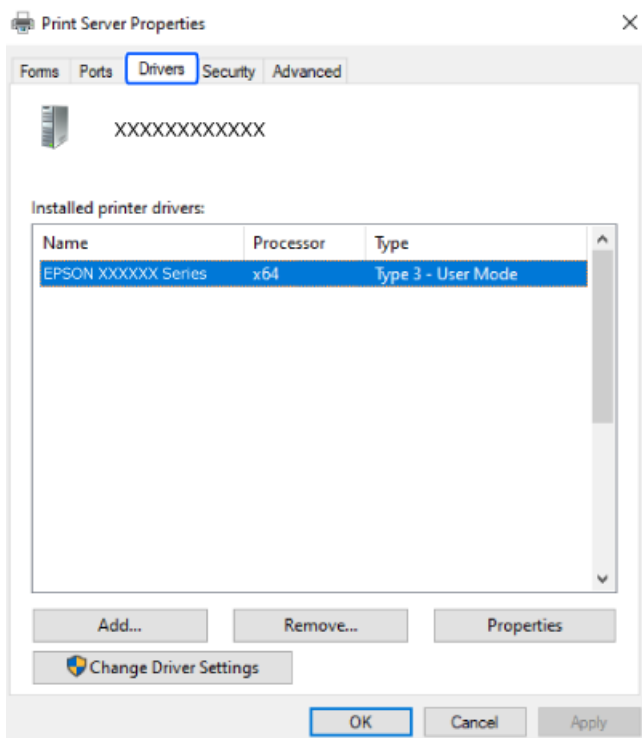 Print Server Properties
Forms Ports Drivers Security Advanced
XXXXXXXXXXXX
Installed printer drivers:
Name Processor Type
EPSON XXXXXX Series x64 Type 3 - User Mode
Add... Remove... Properties
Change Driver Settings
OK Cancel Apply